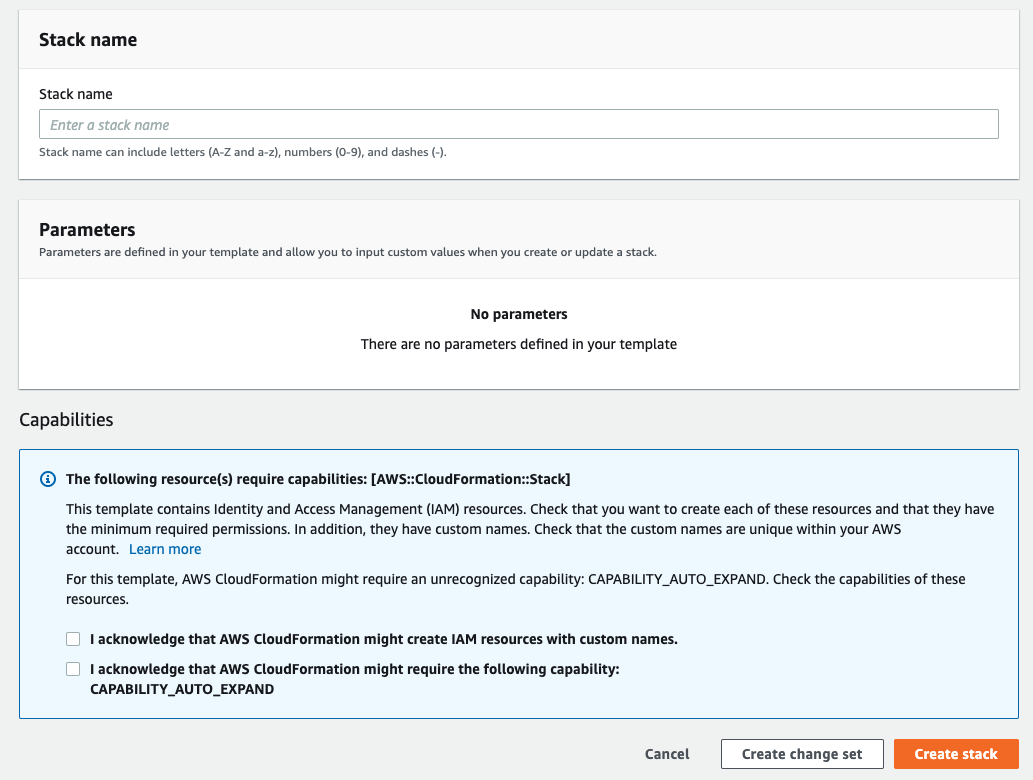 Stack name
Stack name
Enter a stack name
Stack name can include letters (A-Z and a-z), numbers (0-9), and dashes (-).
Parameters
Parameters are defined in your template and allow you to input custom values when you create or update a stack.
No parameters
There are no parameters defined in your template
Capabilities
The following resource(s) require capabilities: [AWS::CloudFormation::Stack]
This template contains Identity and Access Management (IAM) resources. Check that you want to create each of these resources and that they have
the minimum required permissions. In addition, they have custom names. Check that the custom names are unique within your AWS
account. Learn more
For this template, AWS CloudFormation might require an unrecognized capability: CAPABILITY_AUTO_EXPAND. Check the capabilities of these
resources.
I acknowledge that AWS CloudFormation might create IAM resources with custom names.
I acknowledge that AWS CloudFormation might require the following capability:
CAPABILITY_AUTO_EXPAND
Cancel Create change set Create stack